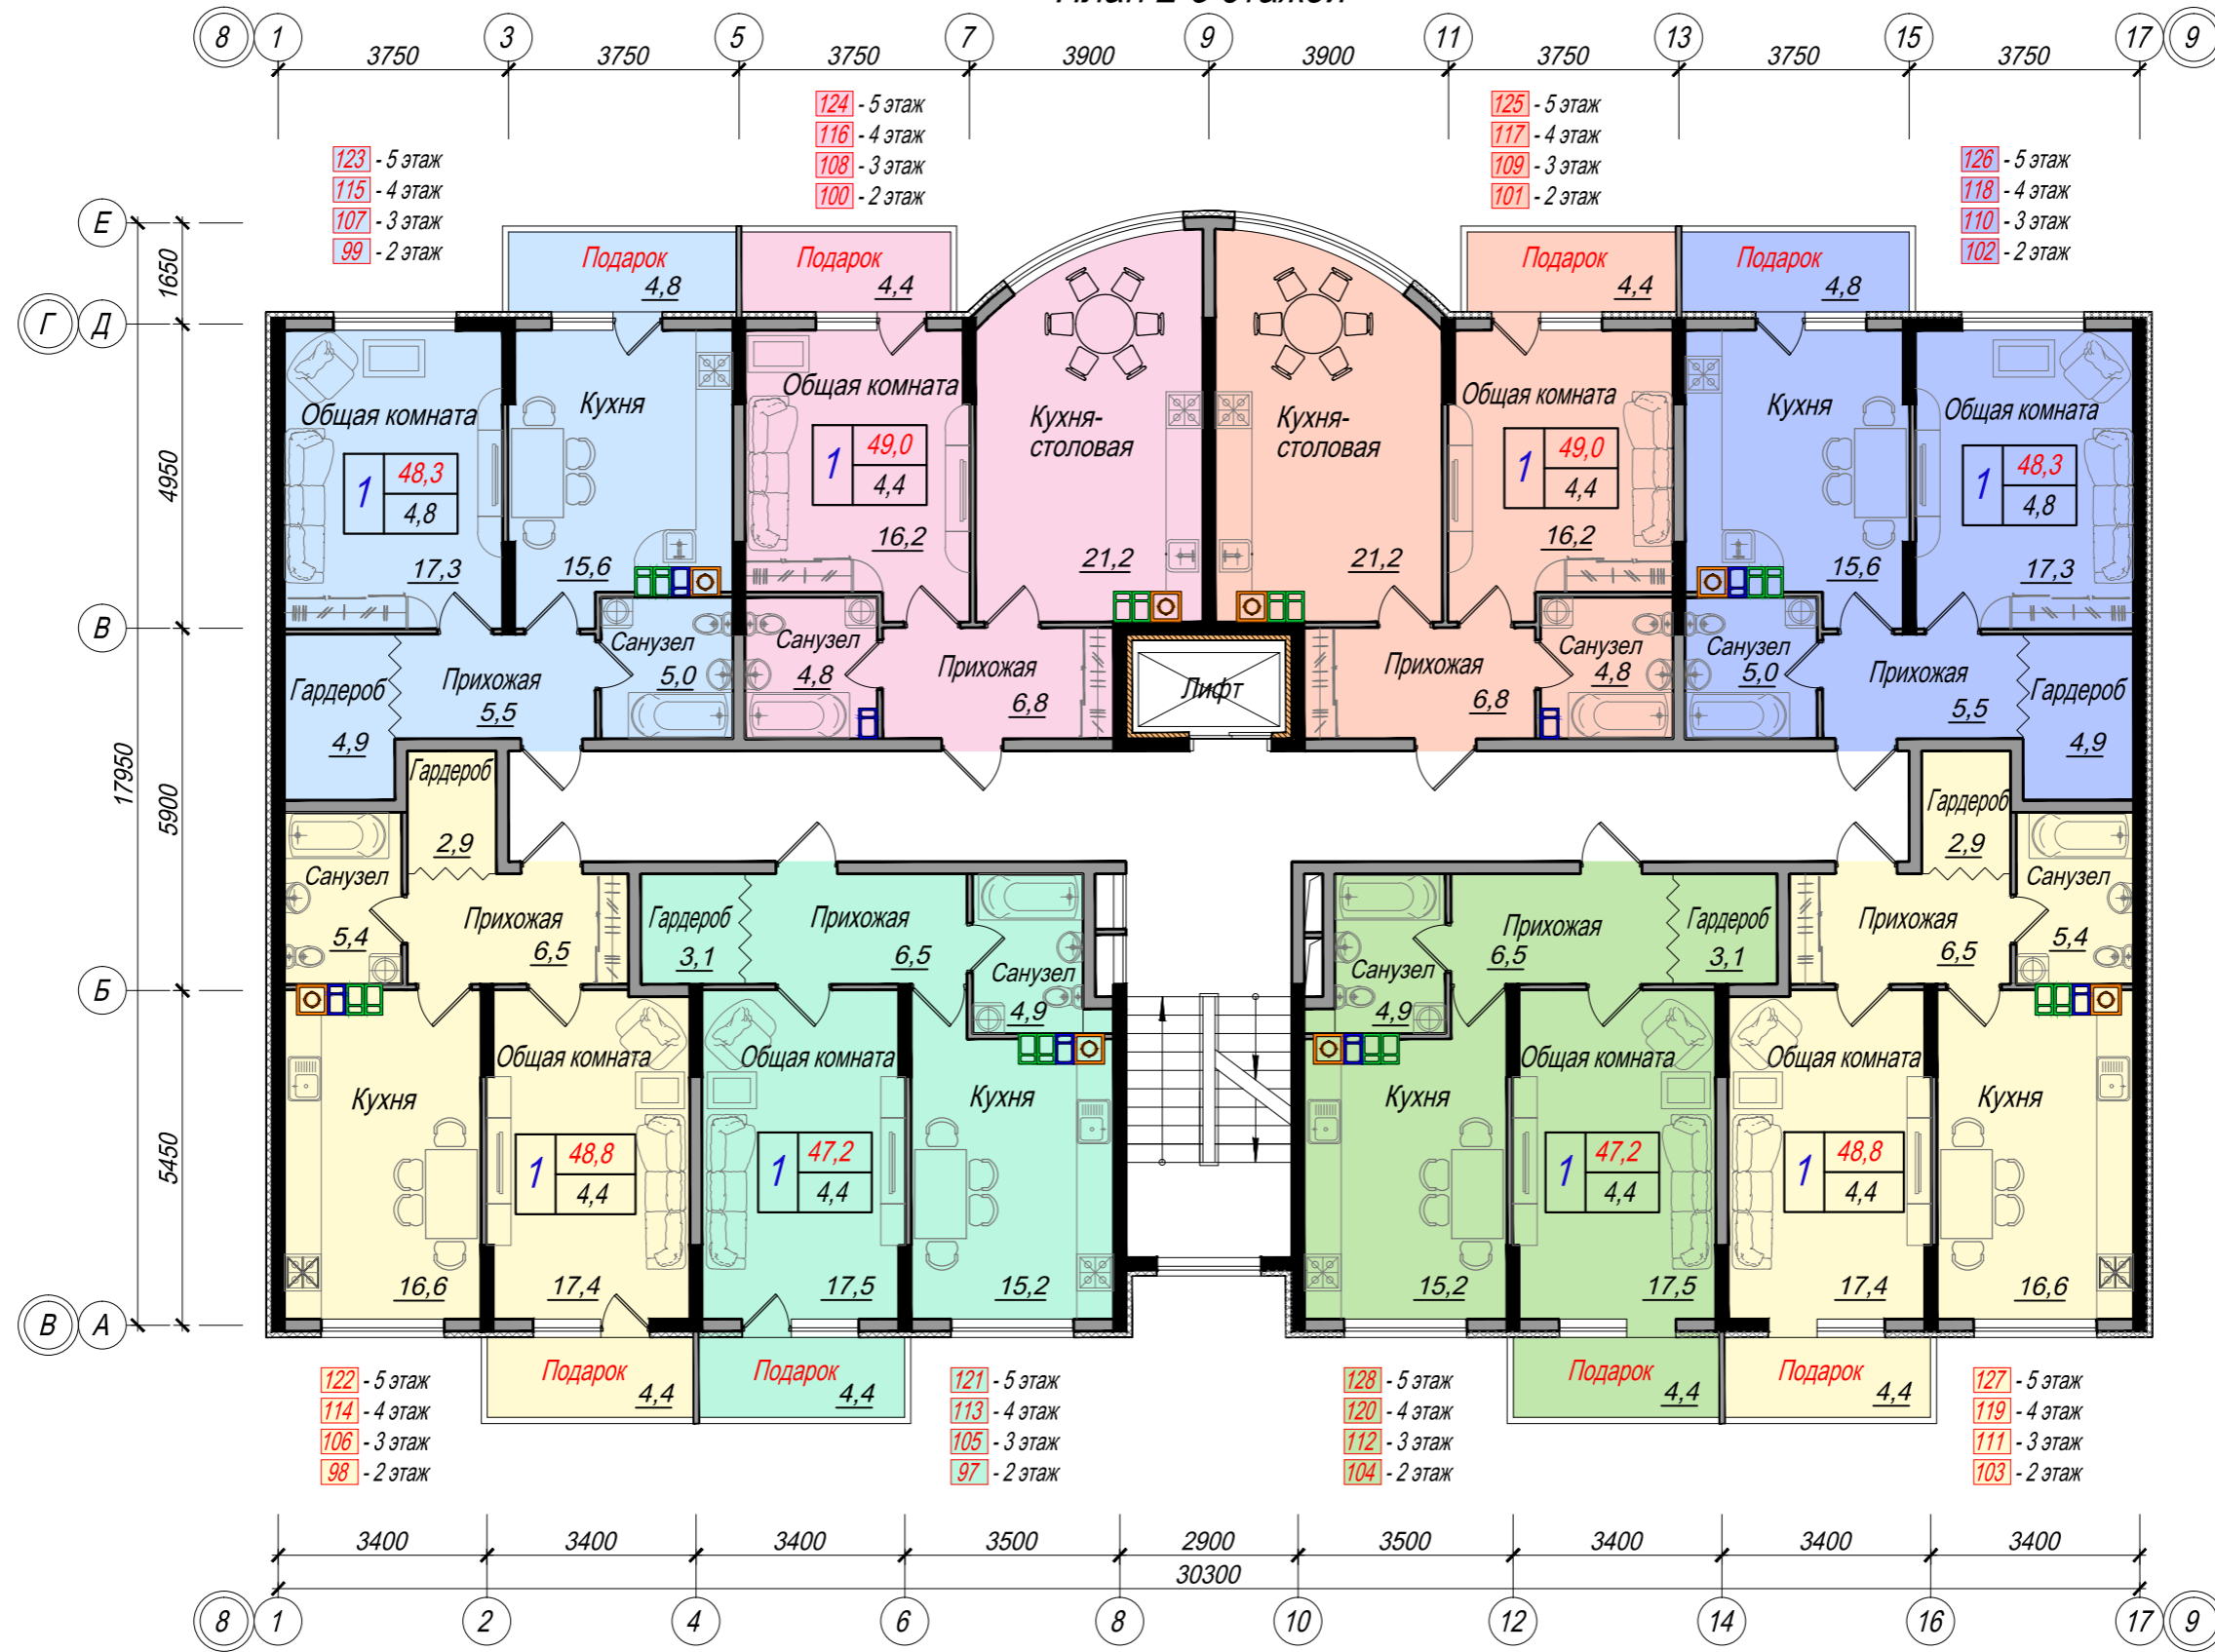 План 2-5 этажей
8 1 3 5 7 9 11 13 15 17 9
3750 3750 3750 3900 3900 3750 3750 3750
123 - 5 этаж
115 - 4 этаж
107 - 3 этаж
99 - 2 этаж
124 - 5 этаж
116 - 4 этаж
108 - 3 этаж
100 - 2 этаж
125 - 5 этаж
117 - 4 этаж
109 - 3 этаж
101 - 2 этаж
126 - 5 этаж
118 - 4 этаж
110 - 3 этаж
102 - 2 этаж
Е
Г Д
В
Б
В А
1650
4950
5900
5450
17950
Подарок
4,8
Подарок
4,4
Подарок
4,4
Подарок
4,8
Общая комната
1 48,3
4,8
17,3
Кухня
15,6
Общая комната
1 49,0
4,4
16,2
Кухня-
столовая
21,2
Кухня-
столовая
21,2
Общая комната
1 49,0
4,4
16,2
Кухня
15,6
Общая комната
1 48,3
4,8
17,3
Гардероб
4,9
Прихожая
5,5
Санузел
5,0
Санузел
4,8
Прихожая
6,8
Лифт
Прихожая
6,8
Санузел
4,8
Санузел
5,0
Прихожая
5,5
Гардероб
4,9
Гардероб
2,9
Санузел
5,4
Прихожая
6,5
Гардероб
3,1
Прихожая
6,5
Санузел
4,9
Санузел
4,9
Прихожая
6,5
Гардероб
3,1
Прихожая
6,5
Гардероб
2,9
Санузел
5,4
Кухня
16,6
Общая комната
1 48,8
4,4
17,4
Общая комната
1 47,2
4,4
17,5
Кухня
15,2
Кухня
15,2
Общая комната
1 47,2
4,4
17,5
Общая комната
1 48,8
4,4
17,4
Кухня
16,6
Подарок
4,4
Подарок
4,4
Подарок
4,4
Подарок
4,4
122 - 5 этаж
114 - 4 этаж
106 - 3 этаж
98 - 2 этаж
121 - 5 этаж
113 - 4 этаж
105 - 3 этаж
97 - 2 этаж
128 - 5 этаж
120 - 4 этаж
112 - 3 этаж
104 - 2 этаж
127 - 5 этаж
119 - 4 этаж
111 - 3 этаж
103 - 2 этаж
3400 3400 3400 3500 2900 3500 3400 3400 3400
30300
8 1 2 4 6 8 10 12 14 16 17 9